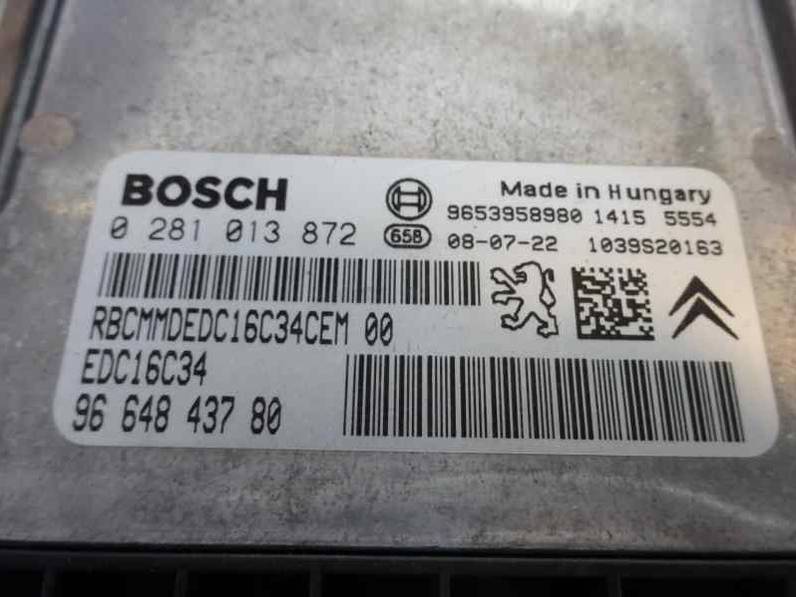 BOSCH
Made in Hungary
9653958980 1415 5554
0 281 013 872
658
08-07-22 1039S20163
RBCMMDEDC16C34CEM 00
EDC16C34
96 648 437 80